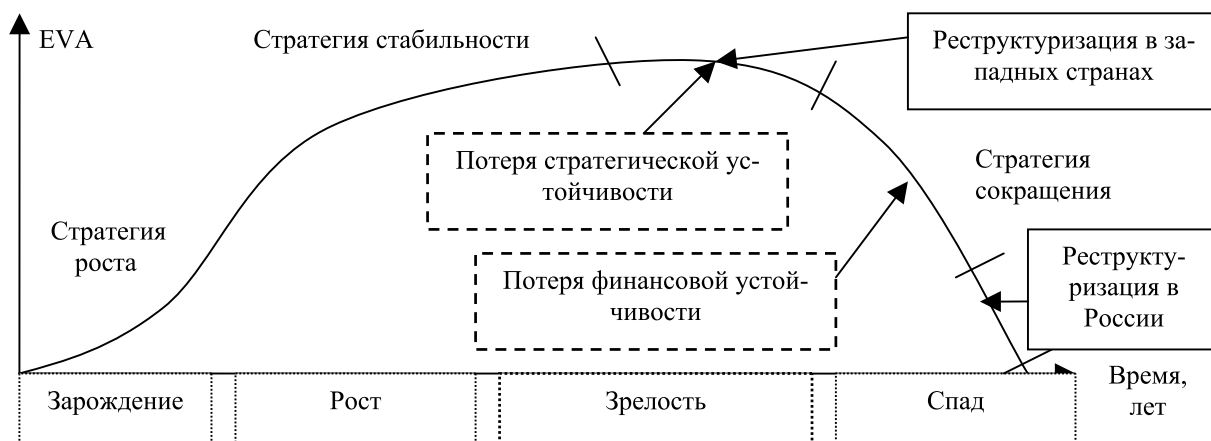 EVA
Стратегия стабильности
Реструктуризация в за-
падных странах
Потеря стратегической ус-
тойчивости
Стратегия
сокращения
Стратегия
роста
Потеря финансовой устой-
чивости
Реструкту-
ризация в
России
Зарождение
Рост
Зрелость
Спад
Время,
лет